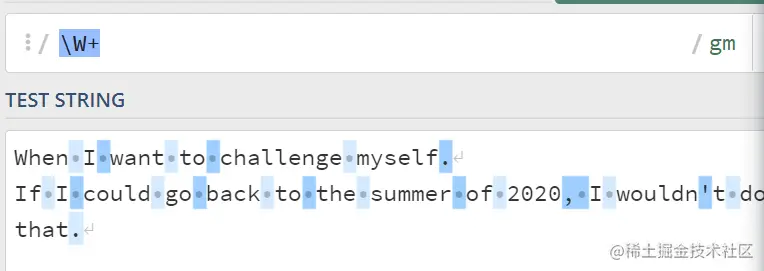 / \W+ / gm
TEST STRING
When I want to challenge myself.
If I could go back to the summer of 2020, I wouldn't do
that.
@稀土掘金技术社区